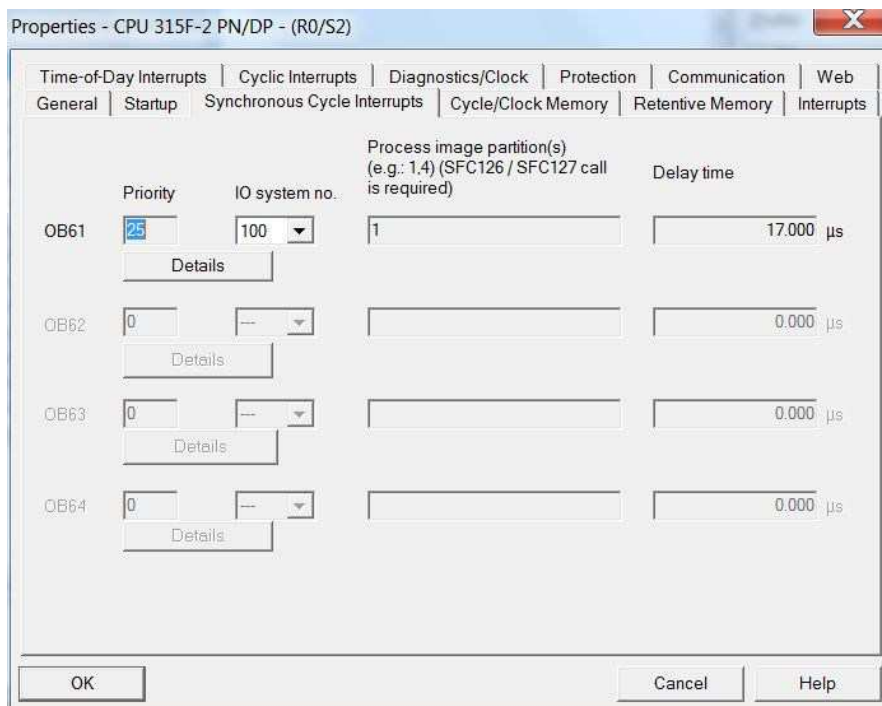 Properties - CPU 315F-2 PN/DP - (R0/S2)
Time-of-Day Interrupts Cyclic Interrupts Diagnostics/Clock Protection Communication Web
General Startup Synchronous Cycle Interrupts Cycle/Clock Memory Retentive Memory Interrupts
Process image partition(s)
(e.g.: 1,4) (SFC126 / SFC127 call
is required)
Priority IO system no. Delay time
OB61 25 100 1 17.000 µs
Details
OB62 0 --- 0.000 µs
Details
OB63 0 --- 0.000 µs
Details
OB64 0 --- 0.000 µs
Details
OK Cancel Help